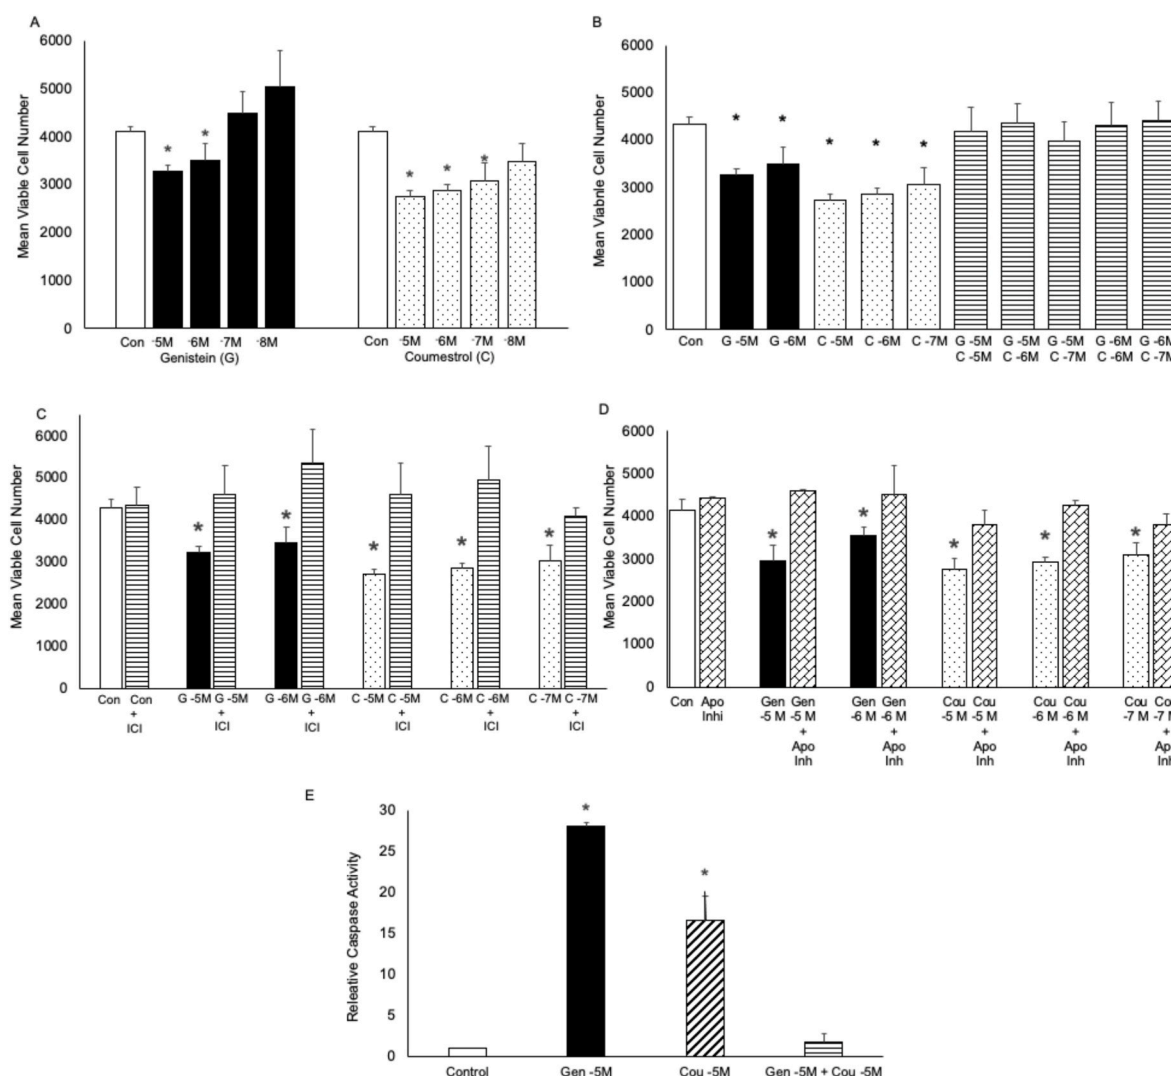 A
6000
5000
4000
3000
2000
1000
0
Mean Viable Cell Number
* * * * *
Con -5M -6M -7M -8M Con -5M -6M -7M -8M
Genistein (G) Coumestrol (C)
B
6000
5000
4000
3000
2000
1000
0
Mean Viabnle Cell Number
* * * * *
Con G -5M G -6M C -5M C -6M C -7M G -5M G -5M G -5M G -6M G -6M
C -5M C -6M C -7M C -6M C -7M
C
6000
5000
4000
3000
2000
1000
0
Mean Viable Cell Number
* * * * *
Con Con G -5M G -5M G -6M G -6M C -5M C -5M C -6M C -6M C -7M C -7M
+ + + + + +
ICI ICI ICI ICI ICI ICI
D
6000
5000
4000
3000
2000
1000
0
Mean Viable Cell Number
* * * * *
Con Apo Gen Gen Gen Gen Cou Cou Cou Cou Cou Cou
Inhi -5 M -5 M -6 M -6 M -5 M -5 M -6 M -6 M -7 M -7 M
+ + + + +
Apo Apo Apo Apo Apo
Inh Inh Inh Inh Inh
E
30
25
20
15
10
5
0
Releative Caspase Activity
* *
Control Gen -5M Cou -5M Gen -5M + Cou -5M